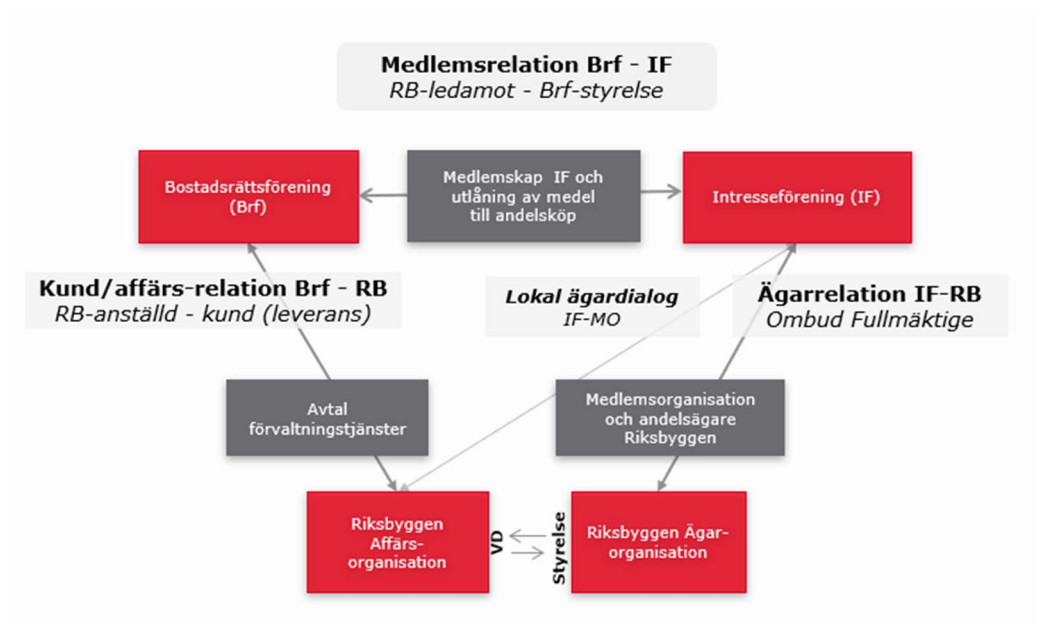 Medlemsrelation Brf - IF
RB-ledamot - Brf-styrelse
Bostadsrättsförening
(Brf)
Medlemskap IF och
utlåning av medel
till andelsköp
Intresseförening (IF)
Kund/affärs-relation Brf - RB
RB-anställd - kund (leverans)
Lokal ägardialog
IF-MO
Ägarrelation IF-RB
Ombud Fullmäktige
Avtal
förvaltningstjänster
Medlemsorganisation
och andelsägare
Riksbyggen
Riksbyggen
Affärs-
organisation
VD
Styrelse
Riksbyggen Ägar-
organisation